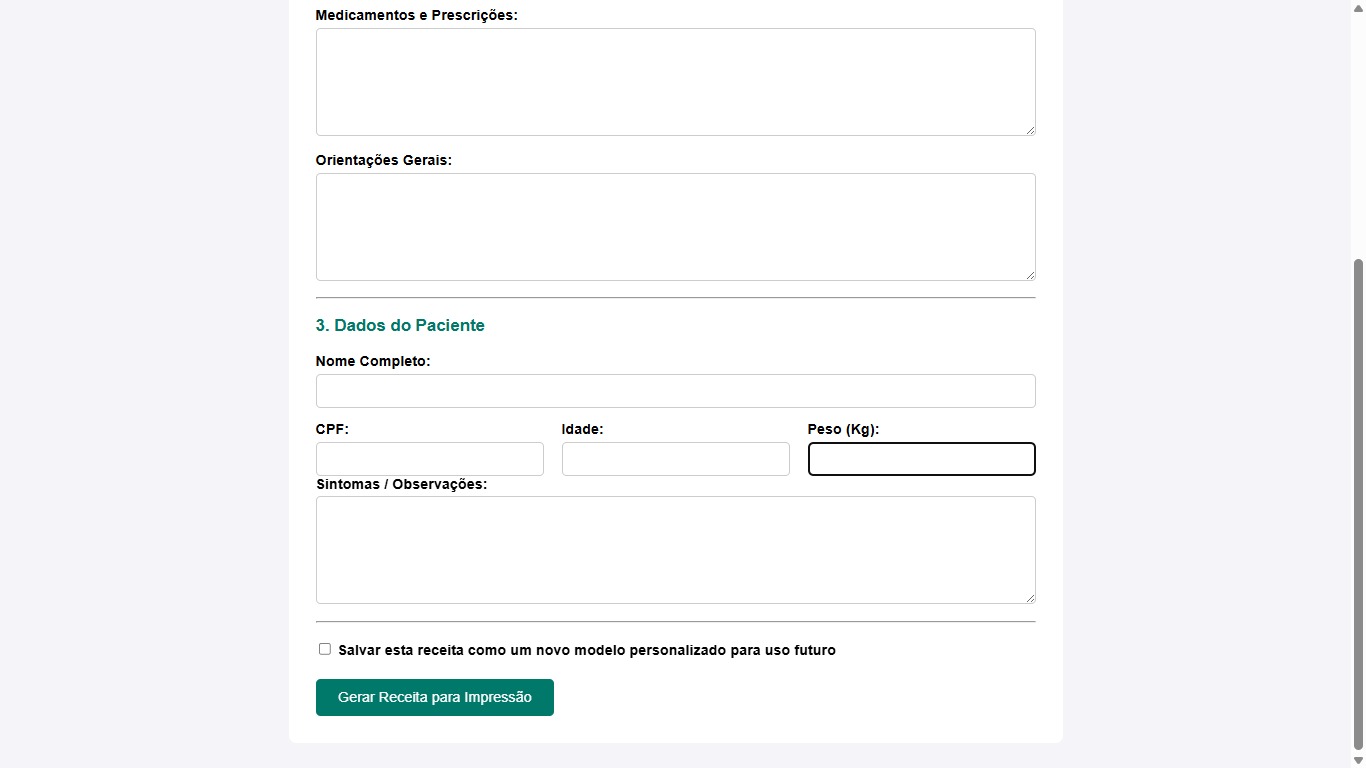 Medicamentos e Prescrições:
Orientações Gerais:
3. Dados do Paciente
Nome Completo:
CPF: Idade: Peso (Kg):
Sintomas / Observações:
Salvar esta receita como um novo modelo personalizado para uso futuro
Gerar Receita para Impressão